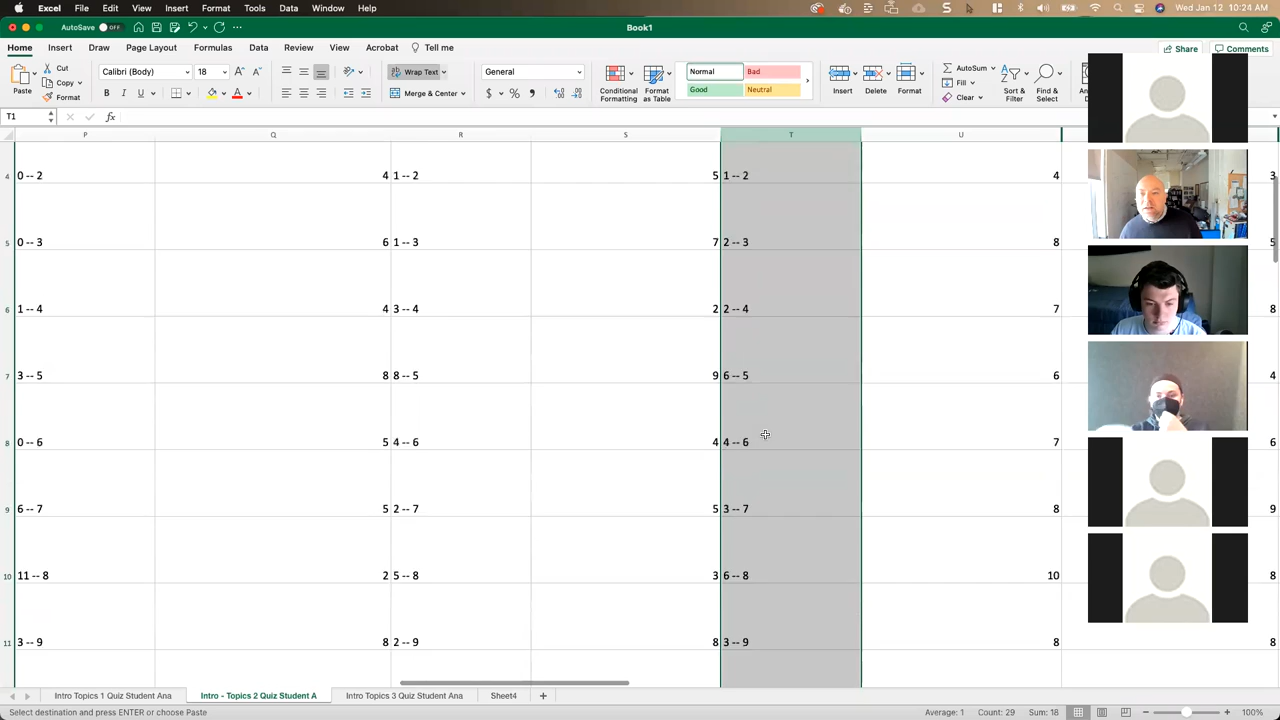 Excel File Edit View Insert Format Tools Data Window Help Wed Jan 12 10:24 AM
AutoSave OFF Book1
Home Insert Draw Page Layout Formulas Data Review View Acrobat Tell me Share Comments
Paste Cut Copy Format
Calibri (Body) 18
B I U
Wrap Text
Merge & Center
General
$ % 
Conditional Formatting
Format as Table
Normal Bad
Good Neutral
Insert Delete Format
AutoSum
Fill
Clear
Sort & Filter
Find & Select
T1 fx
P Q R S T U
4 0 -- 2 4 1 -- 2 5 1 -- 2 4 3
5 0 -- 3 6 1 -- 3 7 2 -- 3 8 5
6 1 -- 4 4 3 -- 4 2 2 -- 4 7 8
7 3 -- 5 8 8 -- 5 9 6 -- 5 6 4
8 0 -- 6 5 4 -- 6 4 4 -- 6 7 6
9 6 -- 7 5 2 -- 7 5 3 -- 7 8 9
10 11 -- 8 2 5 -- 8 3 6 -- 8 10 8
11 3 -- 9 8 2 -- 9 8 3 -- 9 8 8
Intro Topics 1 Quiz Student Ana Intro - Topics 2 Quiz Student A Intro Topics 3 Quiz Student Ana Sheet4
Select destination and press ENTER or choose Paste Average: 1 Count: 29 Sum: 18 100%